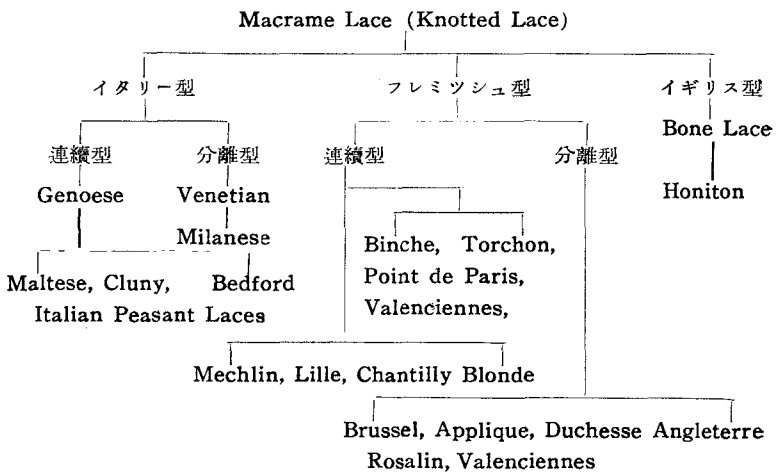 Macrame Lace (Knotted Lace)
イタリー型 フレミツシュ型 イギリス型
連續型 分離型 連續型 分離型 Bone Lace
Genoese Venetian Honiton
Milanese
Binche, Torchon,
Maltese, Cluny, Bedford Point de Paris,
Italian Peasant Laces Valenciennes,
Mechlin, Lille, Chantilly Blonde
Brussel, Applique, Duchesse Angleterre
Rosalin, Valenciennes